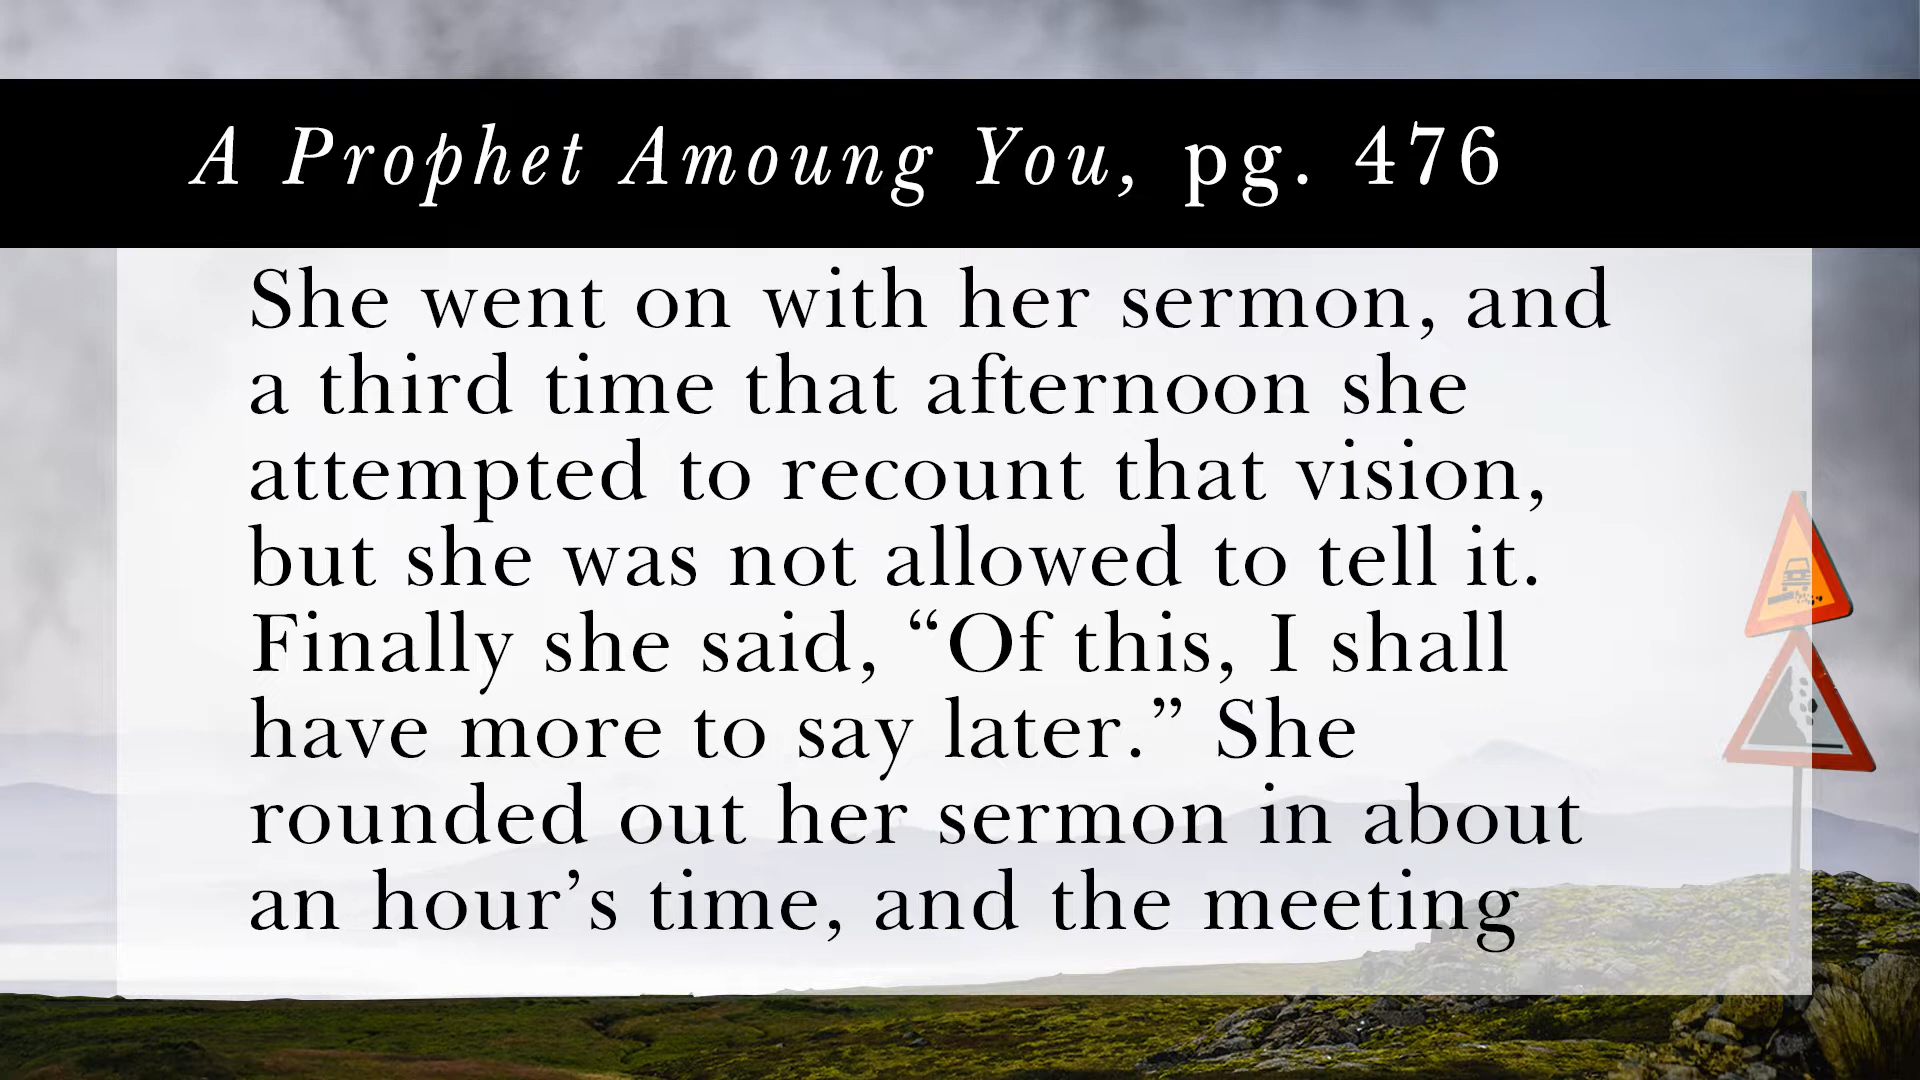 A Prophet Amoung You, pg. 476
She went on with her sermon, and
a third time that afternoon she
attempted to recount that vision,
but she was not allowed to tell it.
Finally she said, “Of this, I shall
have more to say later.” She
rounded out her sermon in about
an hour’s time, and the meeting